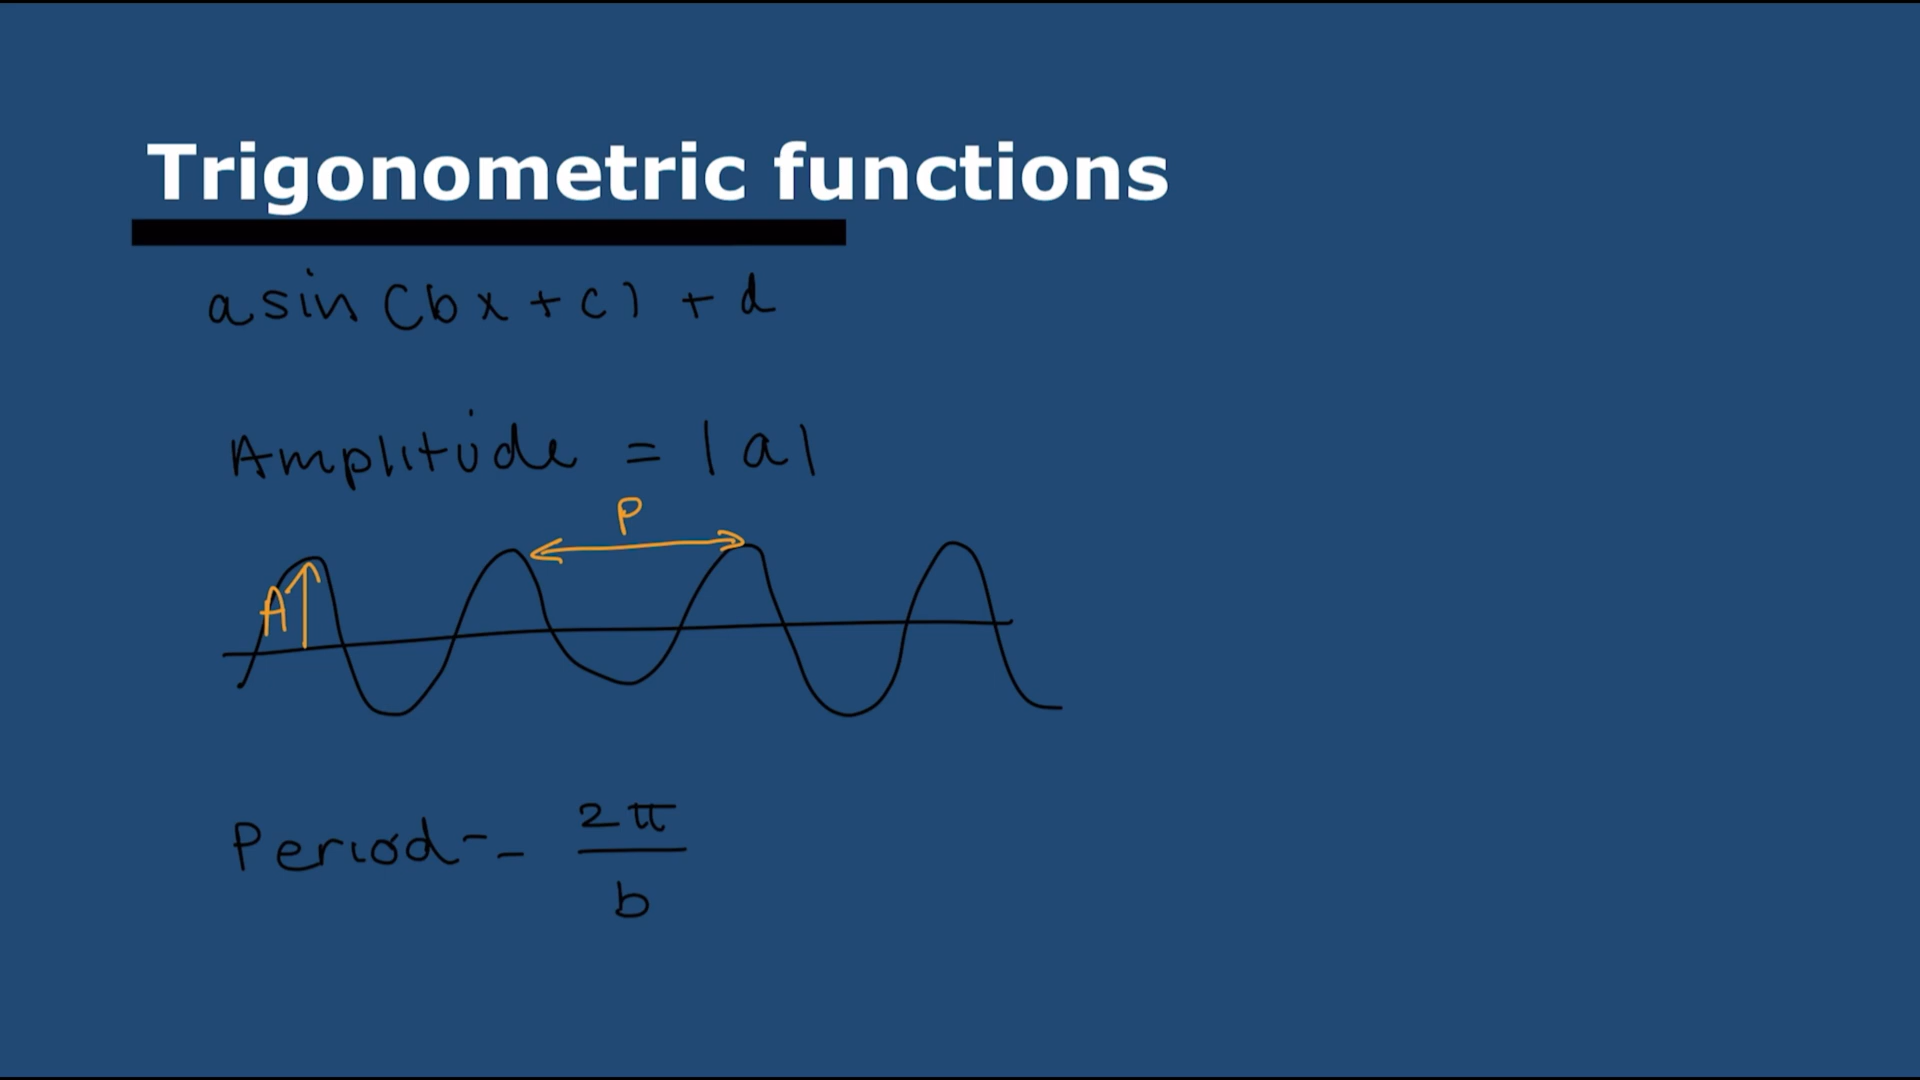 Trigonometric functions
a sin (bx + c) + d
Amplitude = |a|
P
A
Period = 2π
b